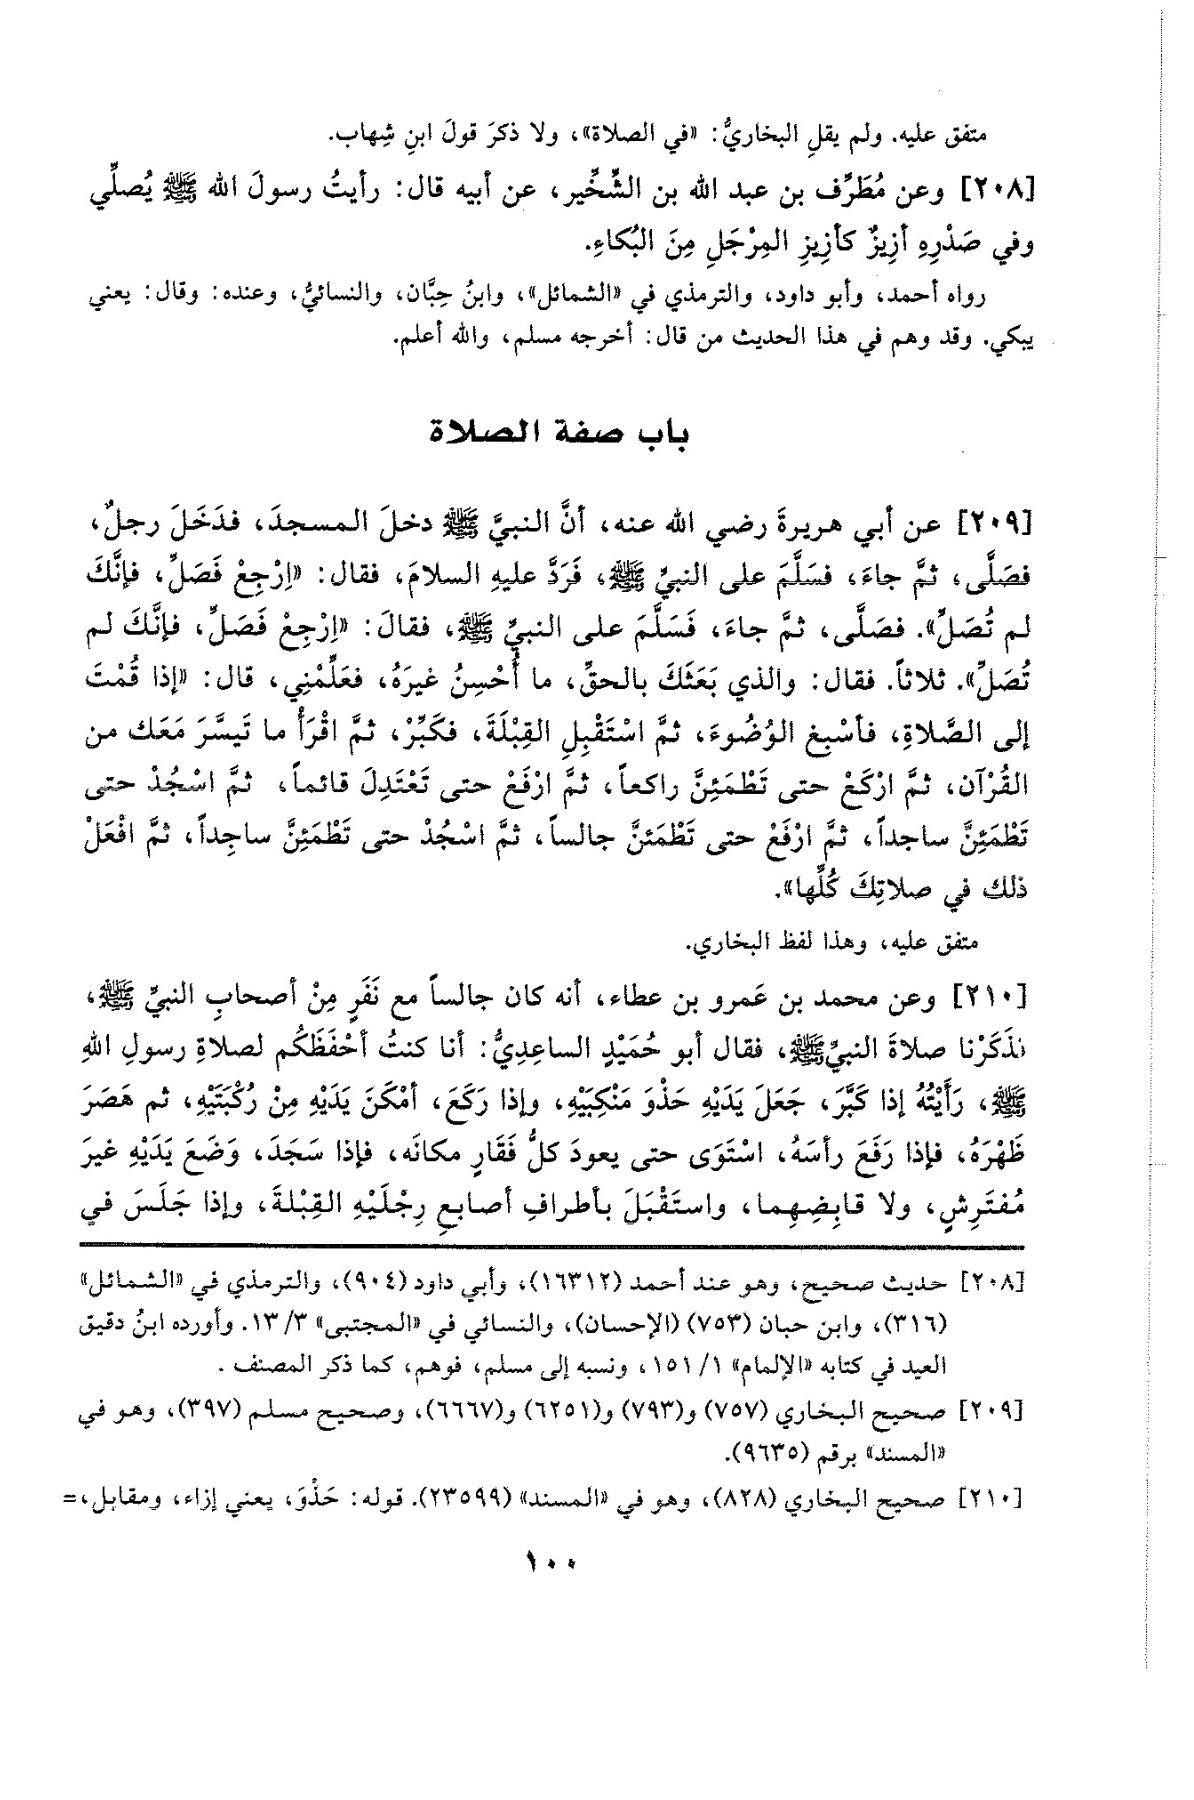 متفق عليه. ولم يقلِ البخاريُّ: «في الصلاة»، ولا ذكرَ قولَ ابنِ شِهاب.
[٢٠٨] وعن مُطَرِّف بن عبد الله بن الشِّخِّير، عن أبيه قال: رأيتُ رسولَ الله ﷺ يُصلِّي
وفي صَدْرِهِ أزِيزٌ كأزِيزِ المِرْجَلِ مِنَ البُكاءِ.
رواه أحمد، وأبو داود، والترمذي في «الشمائل»، وابنُ حِبَّان، والنسائيُّ، وعنده: وقال: يعني
يبكي. وقد وهم في هذا الحديث من قال: أخرجه مسلم، والله أعلم.
باب صفة الصلاة
[٢٠٩] عن أبي هريرةَ رضي الله عنه، أنَّ النبيَّ ﷺ دخلَ المسجدَ، فدَخَلَ رجلٌ،
فصَلَّى، ثمَّ جاءَ، فسَلَّمَ على النبيِّ ﷺ، فَرَدَّ عليهِ السلامَ، فقال: «اِرْجِعْ فَصَلِّ، فإنَّكَ
لم تُصَلِّ». فصَلَّى، ثمَّ جاءَ، فَسَلَّمَ على النبيِّ ﷺ، فقالَ: «اِرْجِعْ فَصَلِّ، فإنَّكَ لم
تُصَلِّ». ثلاثاً. فقال: والذي بَعَثَكَ بالحقِّ، ما أُحْسِنُ غيرَهُ، فعَلِّمْنِي، قال: «إذا قُمْتَ
إلى الصَّلاةِ، فأسْبِغِ الوُضُوءَ، ثمَّ اسْتَقْبِلِ القِبْلَةَ، فكَبِّرْ، ثمَّ اقْرَأْ ما تَيسَّرَ مَعَك من
القُرْآن، ثمَّ ارْكَعْ حتى تَطْمَئِنَّ راكعاً، ثمَّ ارْفَعْ حتى تَعْتَدِلَ قائماً، ثمَّ اسْجُدْ حتى
تَطْمَئِنَّ ساجداً، ثمَّ ارْفَعْ حتى تَطْمَئنَّ جالساً، ثمَّ اسْجُدْ حتى تَطْمَئِنَّ ساجِداً، ثمَّ افْعَلْ
ذلك في صلاتِكَ كُلِّها».
متفق عليه، وهذا لفظ البخاري.
[٢١٠] وعن محمد بن عَمرو بن عطاء، أنه كان جالساً مع نَفَرٍ مِنْ أصحابِ النبيِّ ﷺ،
فذَكَرْنا صلاةَ النبيِّ ﷺ، فقال أبو حُمَيْدٍ الساعِدِيُّ: أنا كنتُ أحْفَظَكُم لصلاةِ رسولِ اللهِ
ﷺ، رَأَيْتُهُ إذا كَبَّرَ، جَعَلَ يَدَيْهِ حَذْوَ مَنْكِبَيْهِ، وإذا رَكَعَ، أمْكَنَ يَدَيْهِ مِنْ رُكْبَتَيْهِ، ثم هَصَرَ
ظَهْرَهُ، فإذا رَفَعَ رأسَهُ، اسْتَوَى حتى يعودَ كلُّ فَقَارٍ مكانَه، فإذا سَجَدَ، وَضَعَ يَدَيْهِ غيرَ
مُفتَرِشٍ، ولا قابِضِهِما، واستَقْبَلَ بأطرافِ أصابعِ رِجْلَيْهِ القِبْلةَ، وإذا جَلَسَ في
[٢٠٨] حديث صحيح، وهو عند أحمد (١٦٣١٢)، وأبي داود (٩٠٤)، والترمذي في «الشمائل»
(٣١٦)، وابن حبان (٧٥٣) (الإحسان)، والنسائي في «المجتبى» ٣/ ١٣. وأورده ابنُ دقيق
العيد في كتابه «الإلمام» ١/ ١٥١، ونسبه إلى مسلم، فوهم، كما ذكر المصنف .
[٢٠٩] صحيح البخاري (٧٥٧) و(٧٩٣) و(٦٢٥١) و(٦٦٦٧)، وصحيح مسلم (٣٩٧)، وهو في
«المسند» برقم (٩٦٣٥).
[٢١٠] صحيح البخاري (٨٢٨)، وهو في «المسند» (٢٣٥٩٩). قوله: حَذْوَ، يعني إزاء، ومقابل،=
١٠٠